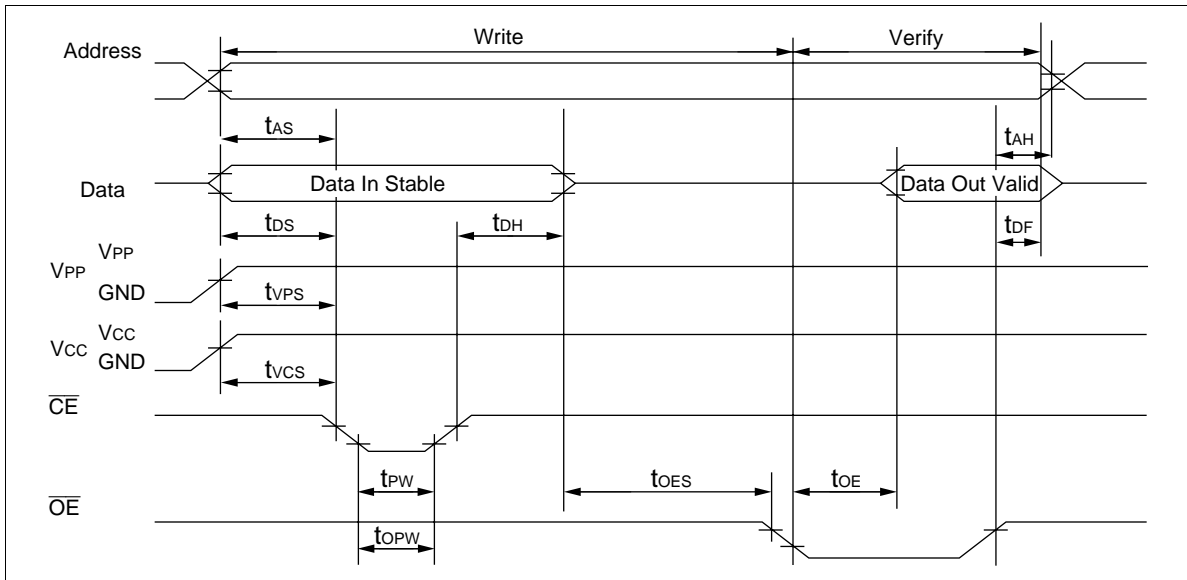 Write
Verify
Address
tAS
tAH
Data
Data In Stable
Data Out Valid
tDS
tDH
tDF
VPP
VPP
GND
tVPS
VCC
VCC
GND
tVCS
CE
tPW
tOES
tOE
OE
tOPW